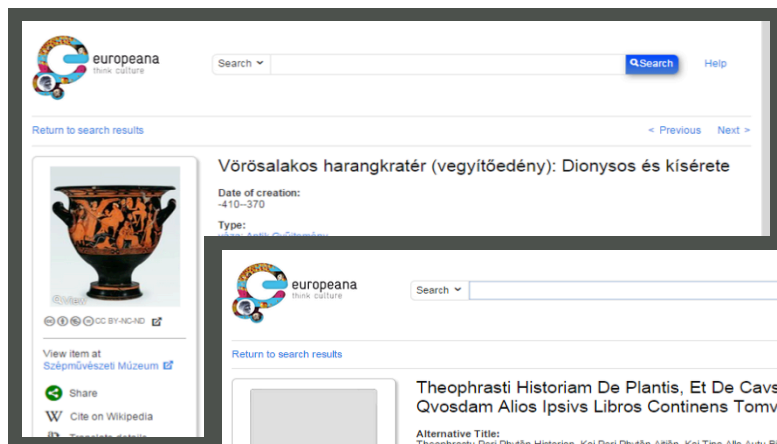 europeana
think culture
Search
Search
Help
Return to search results
< Previous Next >
Vörösalakos harangkratér (vegyítőedény): Dionysos és kísérete
Date of creation:
-410--370
Type:
View
CC BY-NC-ND
View item at
Szépművészeti Múzeum
Share
Cite on Wikipedia
europeana
think culture
Search
Return to search results
Theophrasti Historiam De Plantis, Et De Cavs
Qvosdam Alios Ipsivs Libros Continens Tomv
Alternative Title: